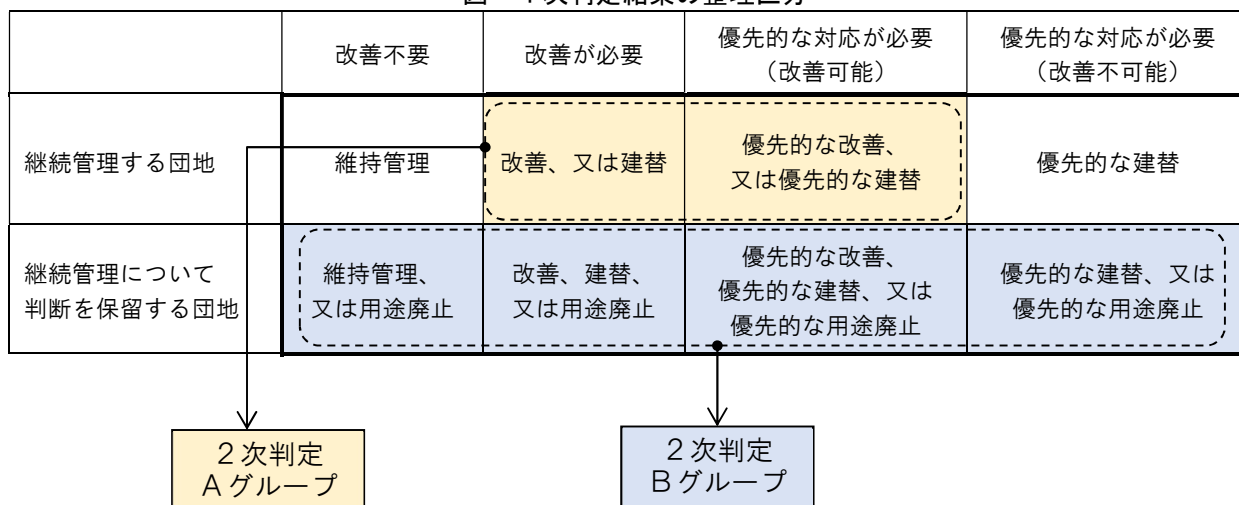 改善不要
改善が必要
優先的な対応が必要
（改善可能）
優先的な対応が必要
（改善不可能）
継続管理する団地
維持管理
改善、又は建替
優先的な改善、
又は優先的な建替
優先的な建替
継続管理について
判断を保留する団地
維持管理、
又は用途廃止
改善、建替、
又は用途廃止
優先的な改善、
優先的な建替、又は
優先的な用途廃止
優先的な建替、又は
優先的な用途廃止
２次判定
Ａグループ
２次判定
Ｂグループ